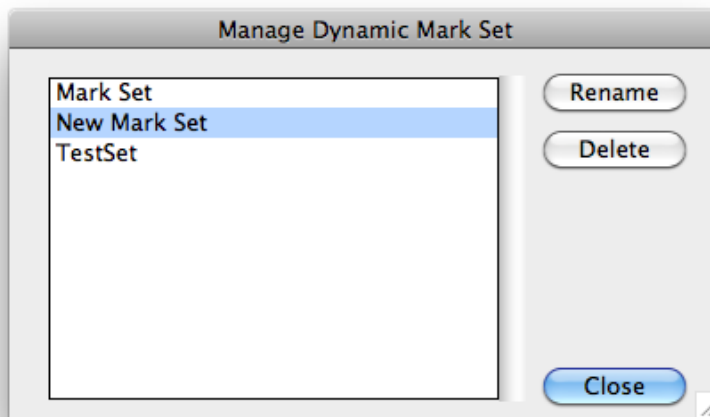 Manage Dynamic Mark Set
Mark Set
New Mark Set
TestSet
Rename
Delete
Close